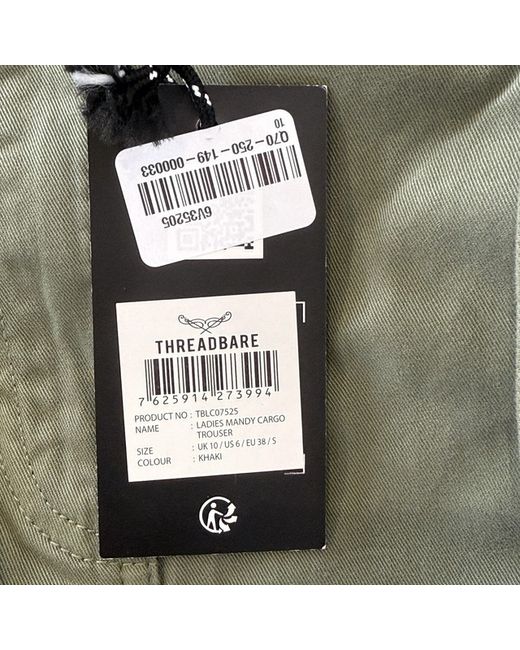 Q70-250-149-000033
10
6V35205
THREADBARE
7 625914 273994
PRODUCT NO : TBLC07525
NAME : LADIES MANDY CARGO
TROUSER
SIZE : UK 10 / US 6 / EU 38 / S
COLOUR : KHAKI